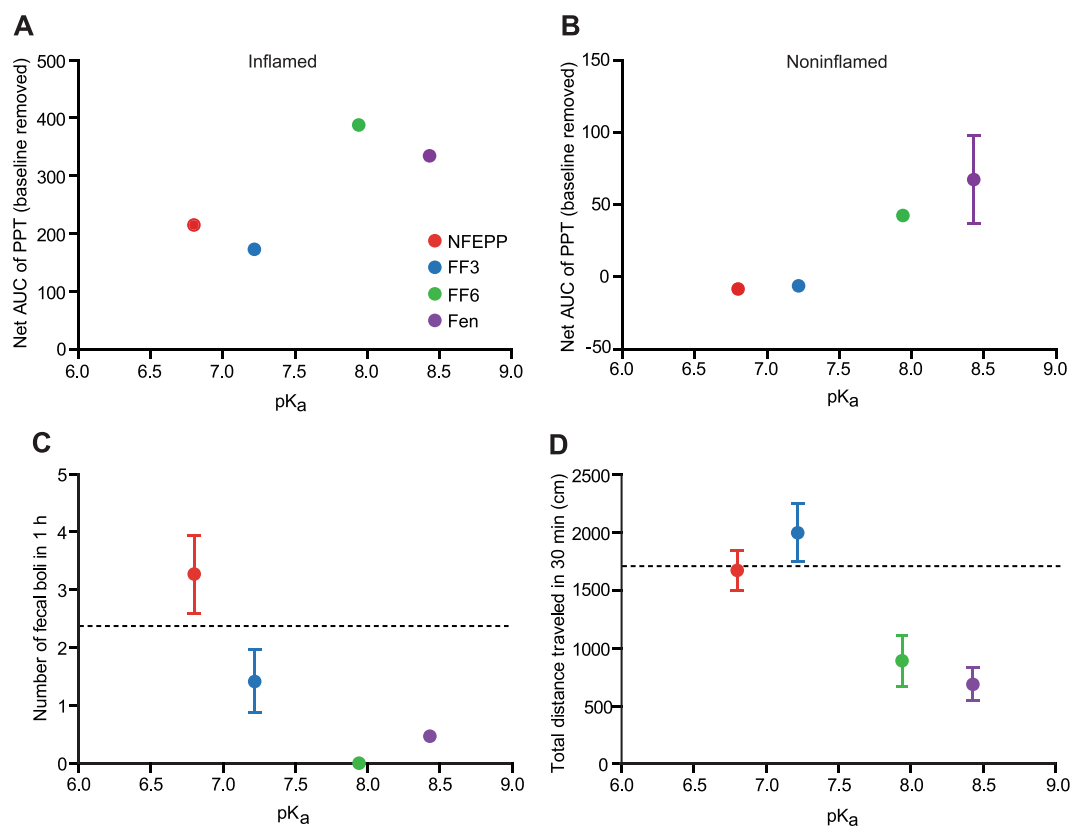 A
Inflamed
Net AUC of PPT (baseline removed)
500
400
300
200
100
0
6.0 6.5 7.0 7.5 8.0 8.5 9.0
pKa
NFEPP
FF3
FF6
Fen
B
Noninflamed
Net AUC of PPT (baseline removed)
150
100
50
0
-50
6.0 6.5 7.0 7.5 8.0 8.5 9.0
pKa
C
Number of fecal boli in 1 h
5
4
3
2
1
0
6.0 6.5 7.0 7.5 8.0 8.5 9.0
pKa
D
Total distance traveled in 30 min (cm)
2500
2000
1500
1000
500
0
6.0 6.5 7.0 7.5 8.0 8.5 9.0
pKa